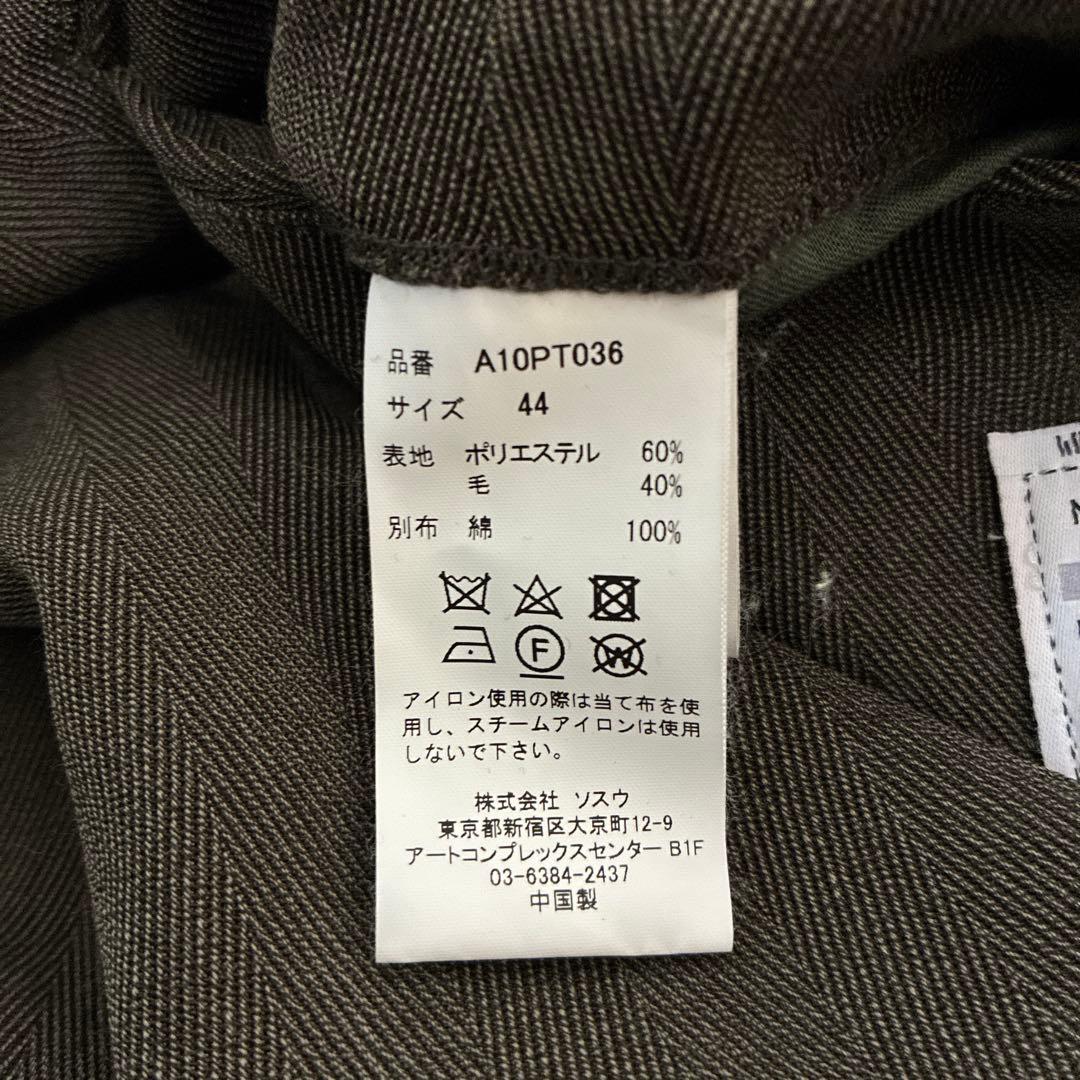 品番 A10PT036
サイズ 44
表地 ポリエステル 60%
毛 40%
別布 綿 100%
F
W
アイロン使用の際は当て布を使
用し、スチームアイロンは使用
しないで下さい。
株式会社 ソスウ
東京都新宿区大京町12-9
アートコンプレックスセンター B1F
03-6384-2437
中国製